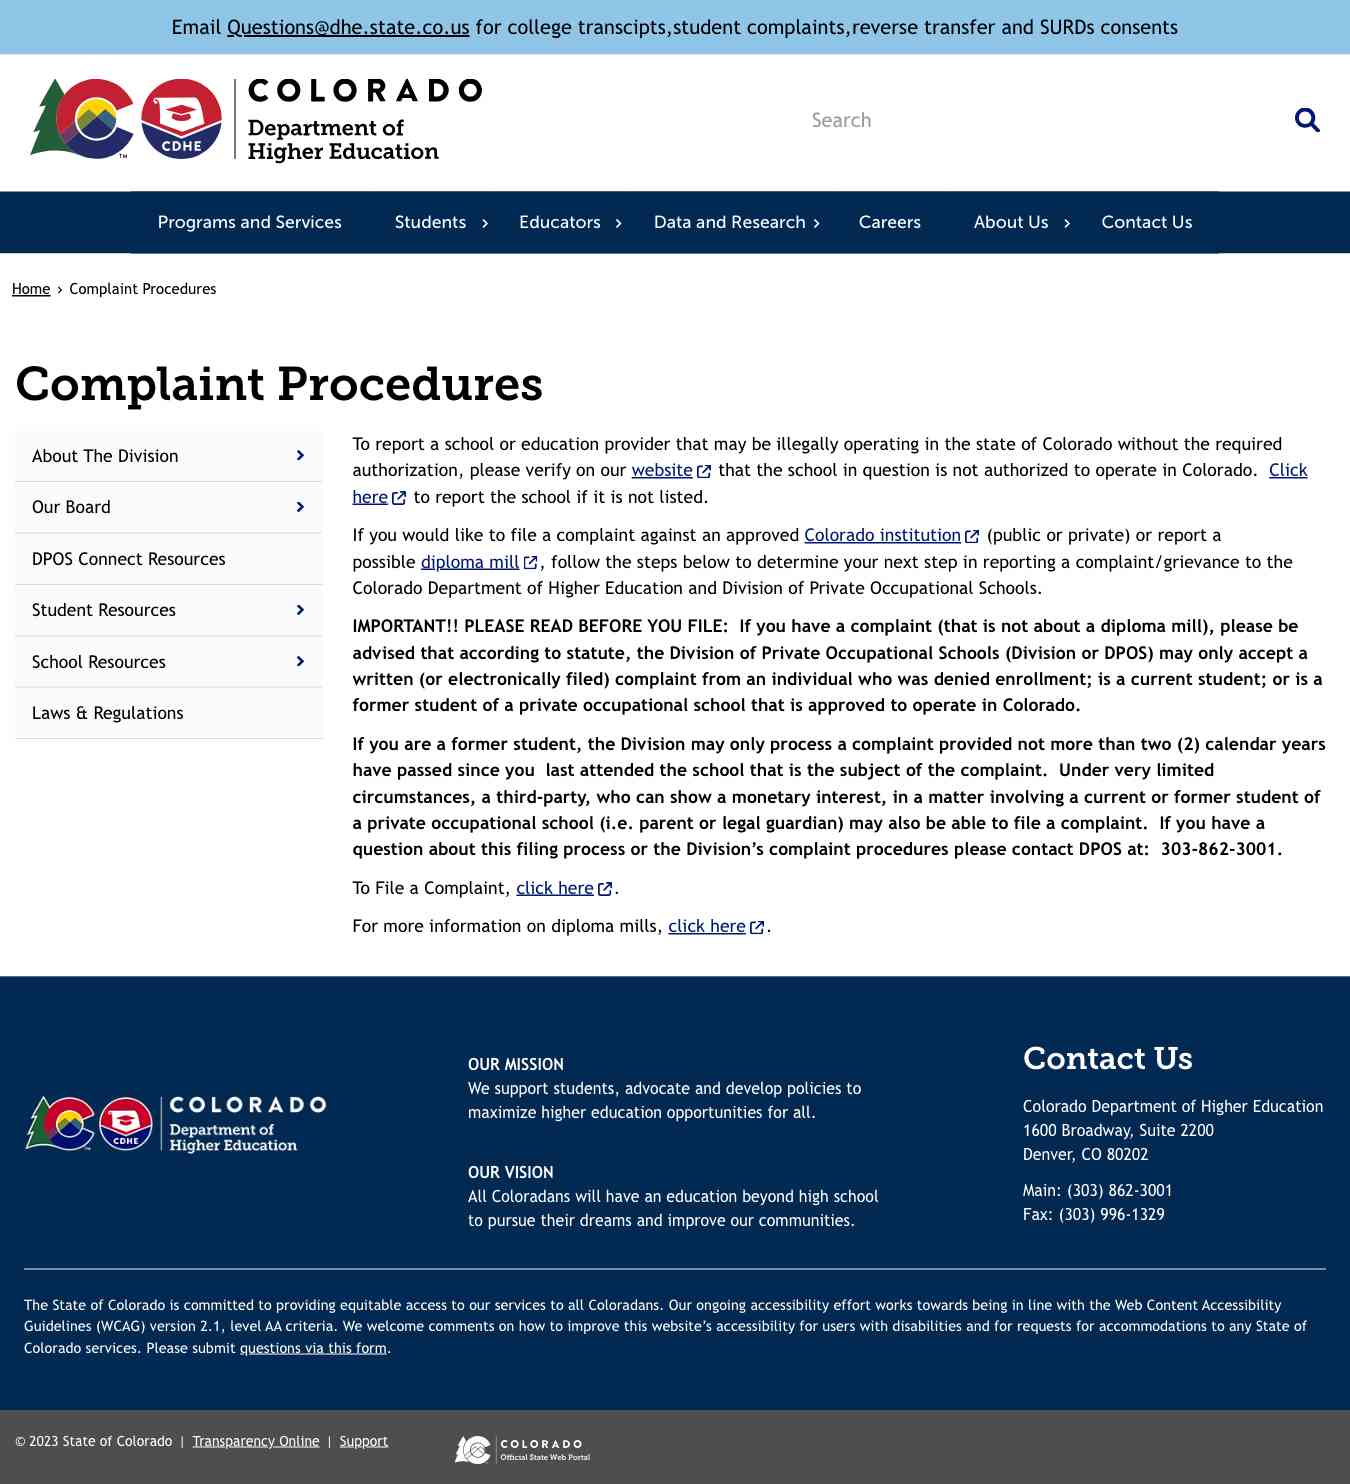 Email Questions@dhe.state.co.us for college transcipts,student complaints,reverse transfer and SURDs consents
CDHE
TM
COLORADO
Department of
Higher Education
Search
Programs and Services Students Educators Data and Research Careers About Us Contact Us
Home › Complaint Procedures
Complaint Procedures
About The Division
Our Board
DPOS Connect Resources
Student Resources
School Resources
Laws & Regulations
To report a school or education provider that may be illegally operating in the state of Colorado without the required
authorization, please verify on our website that the school in question is not authorized to operate in Colorado. Click
here to report the school if it is not listed.
If you would like to file a complaint against an approved Colorado institution (public or private) or report a
possible diploma mill, follow the steps below to determine your next step in reporting a complaint/grievance to the
Colorado Department of Higher Education and Division of Private Occupational Schools.
IMPORTANT!! PLEASE READ BEFORE YOU FILE: If you have a complaint (that is not about a diploma mill), please be
advised that according to statute, the Division of Private Occupational Schools (Division or DPOS) may only accept a
written (or electronically filed) complaint from an individual who was denied enrollment; is a current student; or is a
former student of a private occupational school that is approved to operate in Colorado.
If you are a former student, the Division may only process a complaint provided not more than two (2) calendar years
have passed since you last attended the school that is the subject of the complaint. Under very limited
circumstances, a third-party, who can show a monetary interest, in a matter involving a current or former student of
a private occupational school (i.e. parent or legal guardian) may also be able to file a complaint. If you have a
question about this filing process or the Division's complaint procedures please contact DPOS at: 303-862-3001.
To File a Complaint, click here.
For more information on diploma mills, click here.
CDHE
COLORADO
Department of
Higher Education
OUR MISSION
We support students, advocate and develop policies to
maximize higher education opportunities for all.
OUR VISION
All Coloradans will have an education beyond high school
to pursue their dreams and improve our communities.
Contact Us
Colorado Department of Higher Education
1600 Broadway, Suite 2200
Denver, CO 80202
Main: (303) 862-3001
Fax: (303) 996-1329
The State of Colorado is committed to providing equitable access to our services to all Coloradans. Our ongoing accessibility effort works towards being in line with the Web Content Accessibility
Guidelines (WCAG) version 2.1, level AA criteria. We welcome comments on how to improve this website's accessibility for users with disabilities and for requests for accommodations to any State of
Colorado services. Please submit questions via this form.
© 2023 State of Colorado | Transparency Online | Support
COLORADO
Official State Web Portal